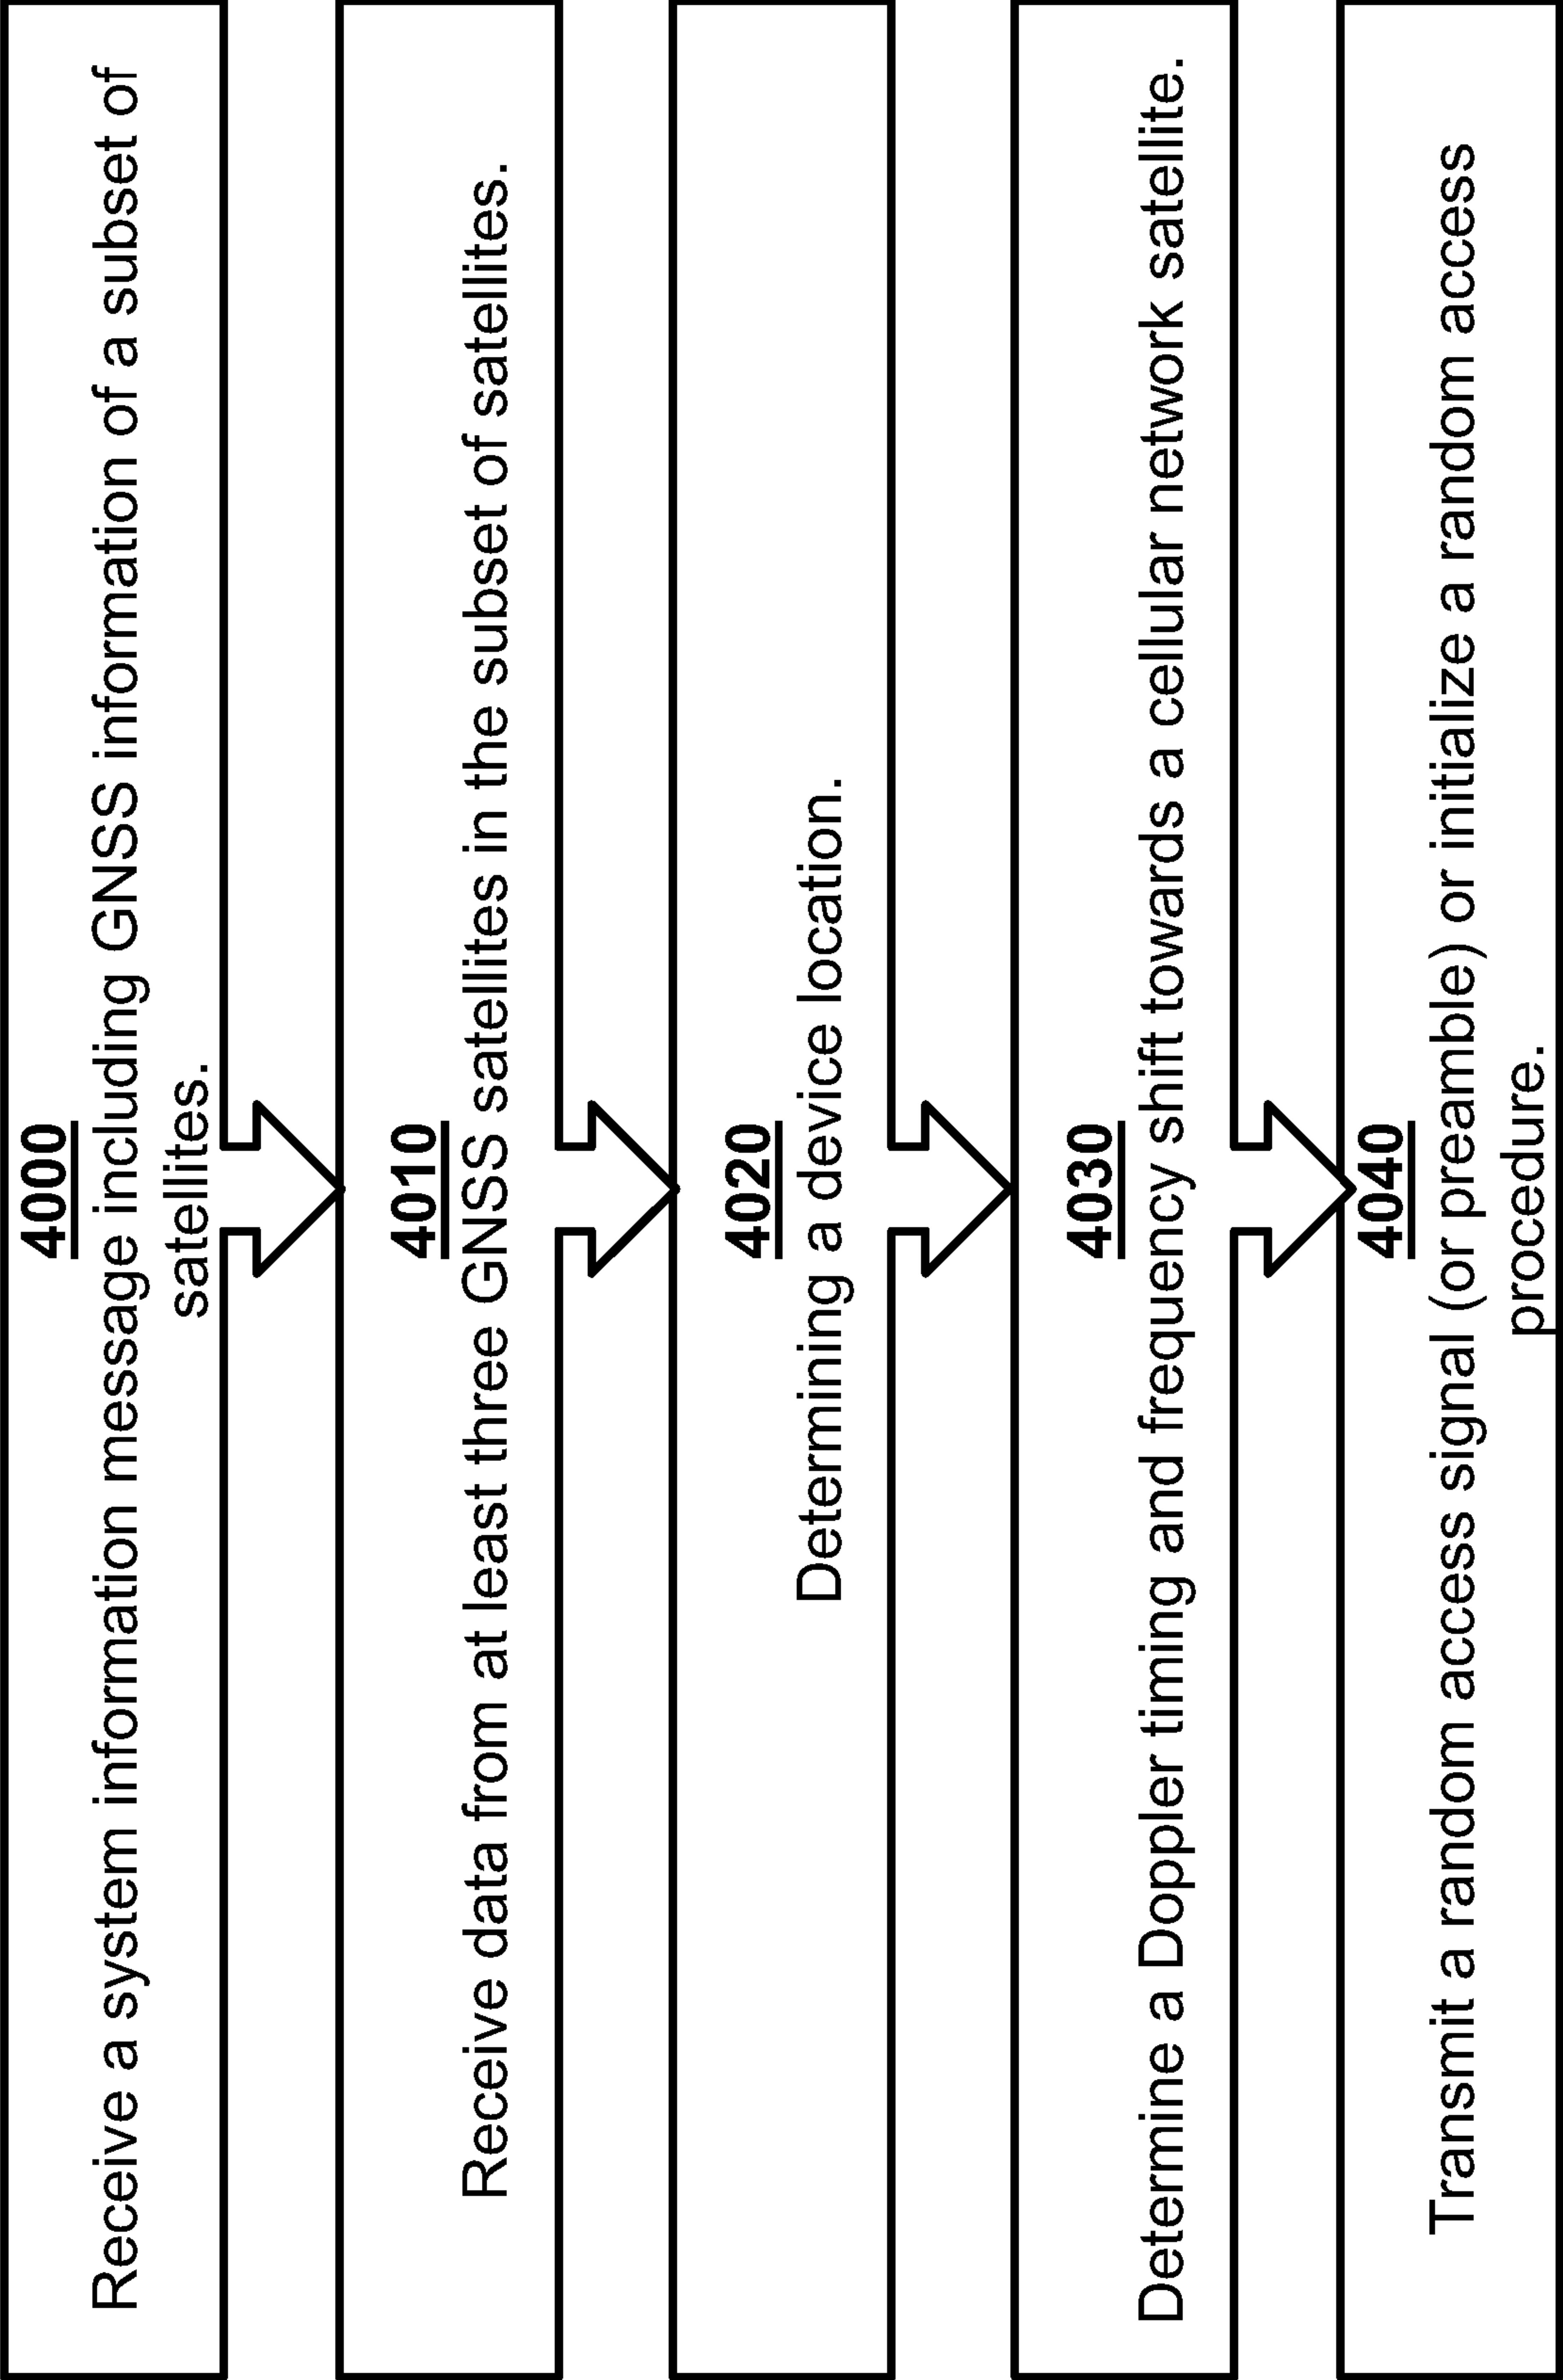 4000
Receive a system information message including GNSS information of a subset of
satellites.
4010
Receive data from at least three GNSS satellites in the subset of satellites.
4020
Determining a device location.
4030
Determine a Doppler timing and frequency shift towards a cellular network satellite.
4040
Transmit a random access signal (or preamble) or initialize a random access
procedure.